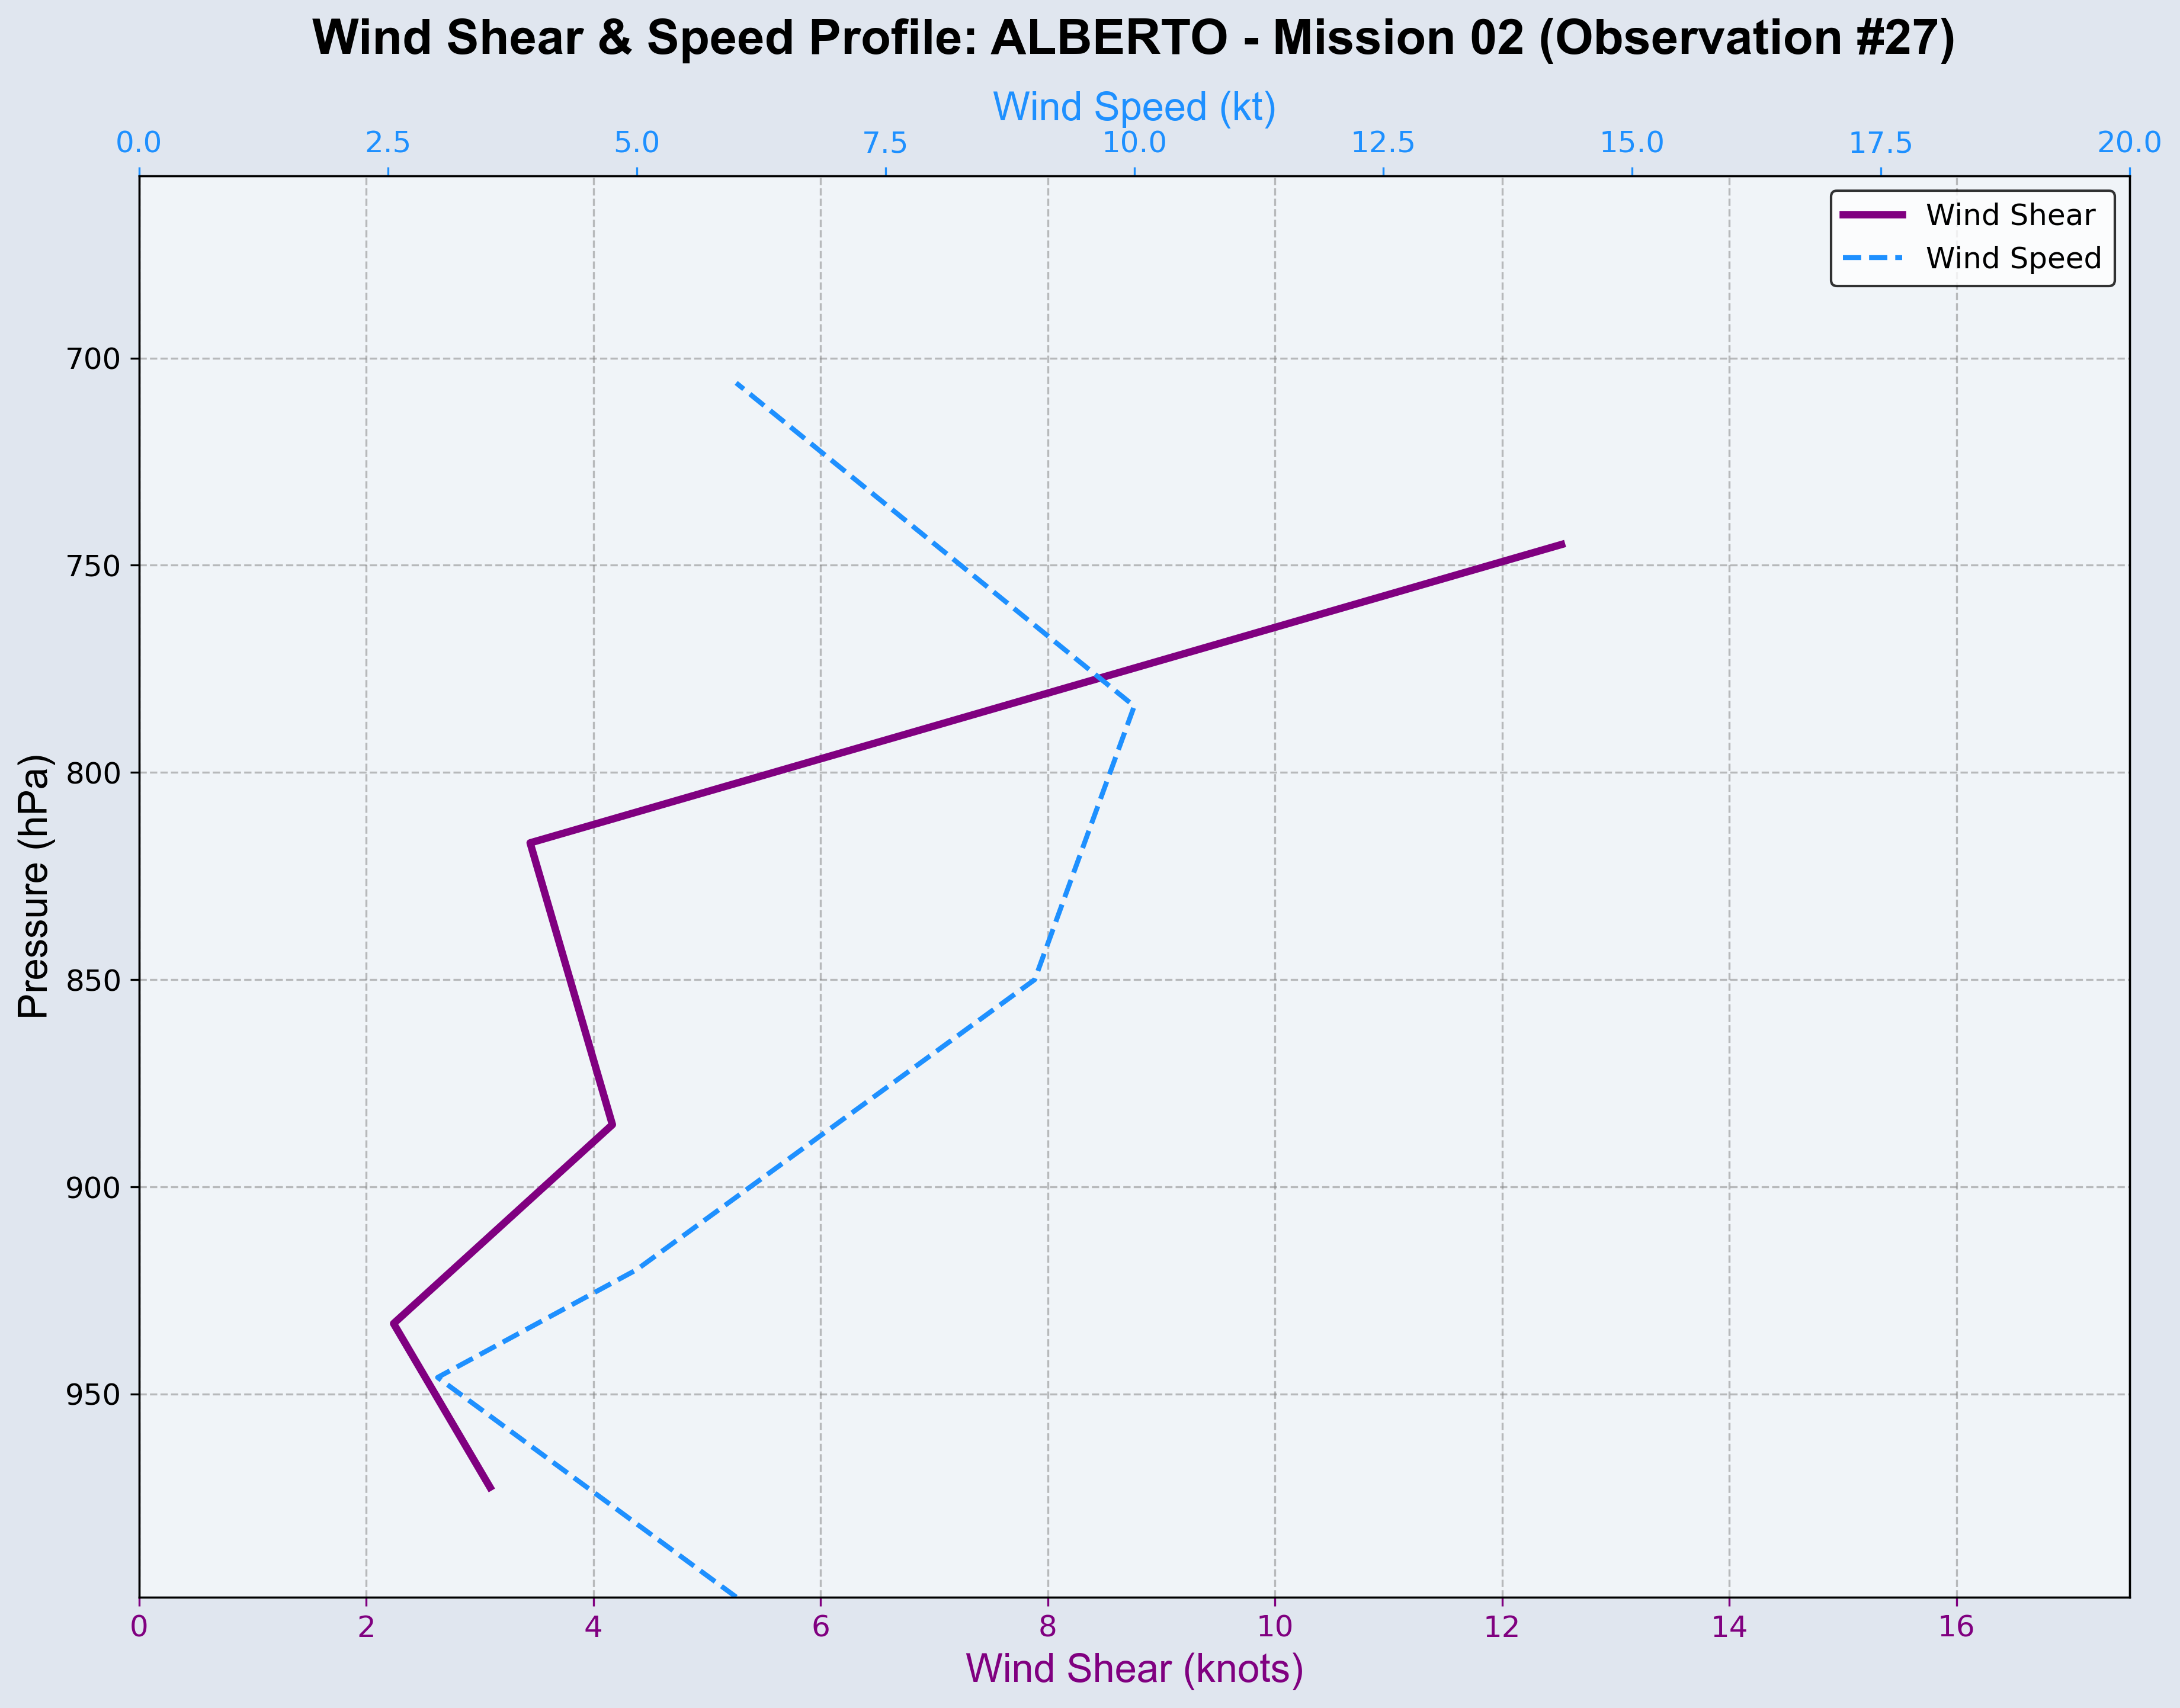 Wind Shear & Speed Profile: ALBERTO - Mission 02 (Observation #27)
Wind Speed (kt)
0.0 2.5 5.0 7.5 10.0 12.5 15.0 17.5 20.0
Wind Shear
Wind Speed
700
750
800
850
900
950
Pressure (hPa)
0 2 4 6 8 10 12 14 16
Wind Shear (knots)